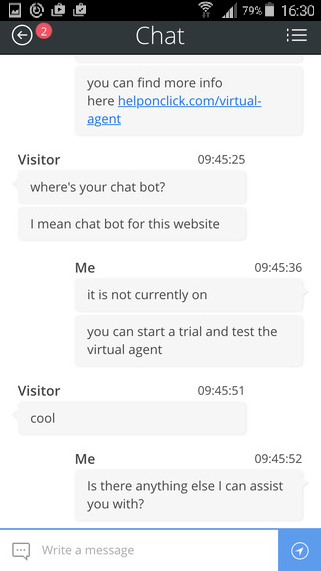 79% 16:30
2 Chat
you can find more info
here helponclick.com/virtual-
agent
Visitor 09:45:25
where's your chat bot?
I mean chat bot for this website
Me 09:45:36
it is not currently on
you can start a trial and test the
virtual agent
Visitor 09:45:51
cool
Me 09:45:52
Is there anything else I can assist
you with?
Write a message